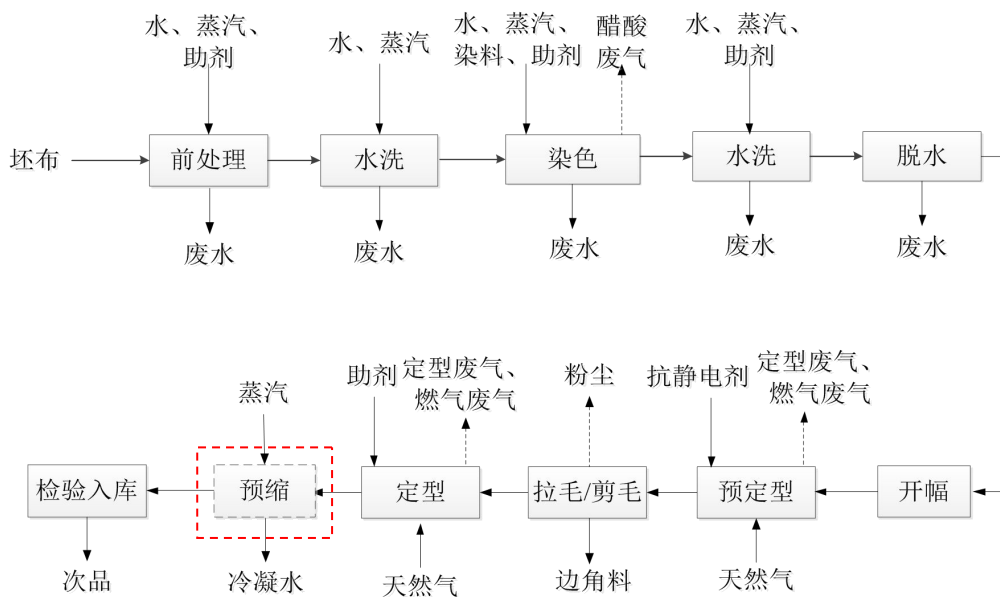 水、蒸汽、
助剂
水、蒸汽
水、蒸汽、
染料、助剂
醋酸
废气
水、蒸汽、
助剂
坯布
前处理
水洗
染色
水洗
脱水
废水
废水
废水
废水
废水
蒸汽
助剂
定型废气、
燃气废气
粉尘
抗静电剂
定型废气、
燃气废气
检验入库
预缩
定型
拉毛/剪毛
预定型
开幅
次品
冷凝水
天然气
边角料
天然气